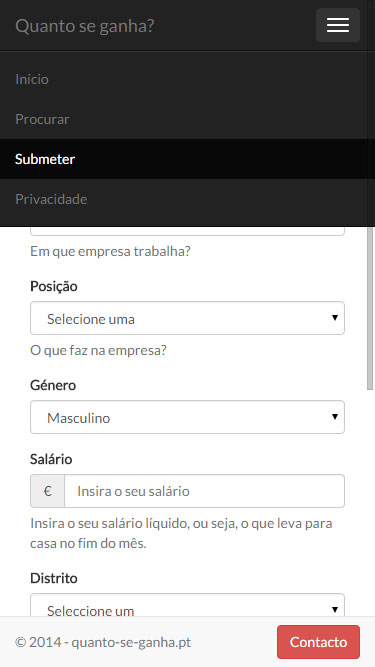 Quanto se ganha?
Início
Procurar
Submeter
Privacidade
Em que empresa trabalha?
Posição
Selecione uma
O que faz na empresa?
Género
Masculino
Salário
€ Insira o seu salário
Insira o seu salário líquido, ou seja, o que leva para
casa no fim do mês.
Distrito
Seleccione um
© 2014 - quanto-se-ganha.pt
Contacto